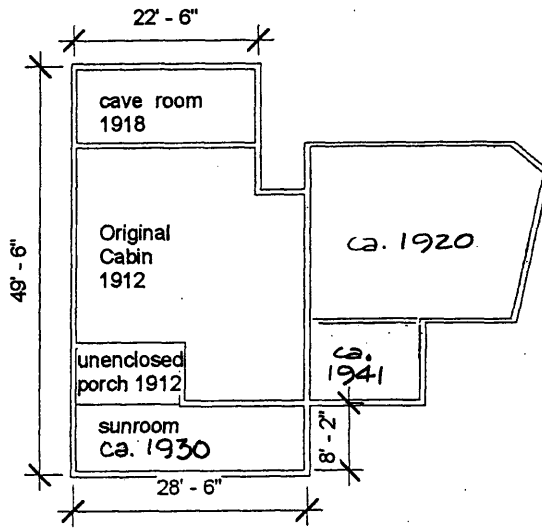 22' - 6"
cave room
1918
49' - 6"
Original
Cabin
1912
ca. 1920
unenclosed
porch 1912
ca.
1941
sunroom
ca. 1930
8' - 2"
28' - 6"